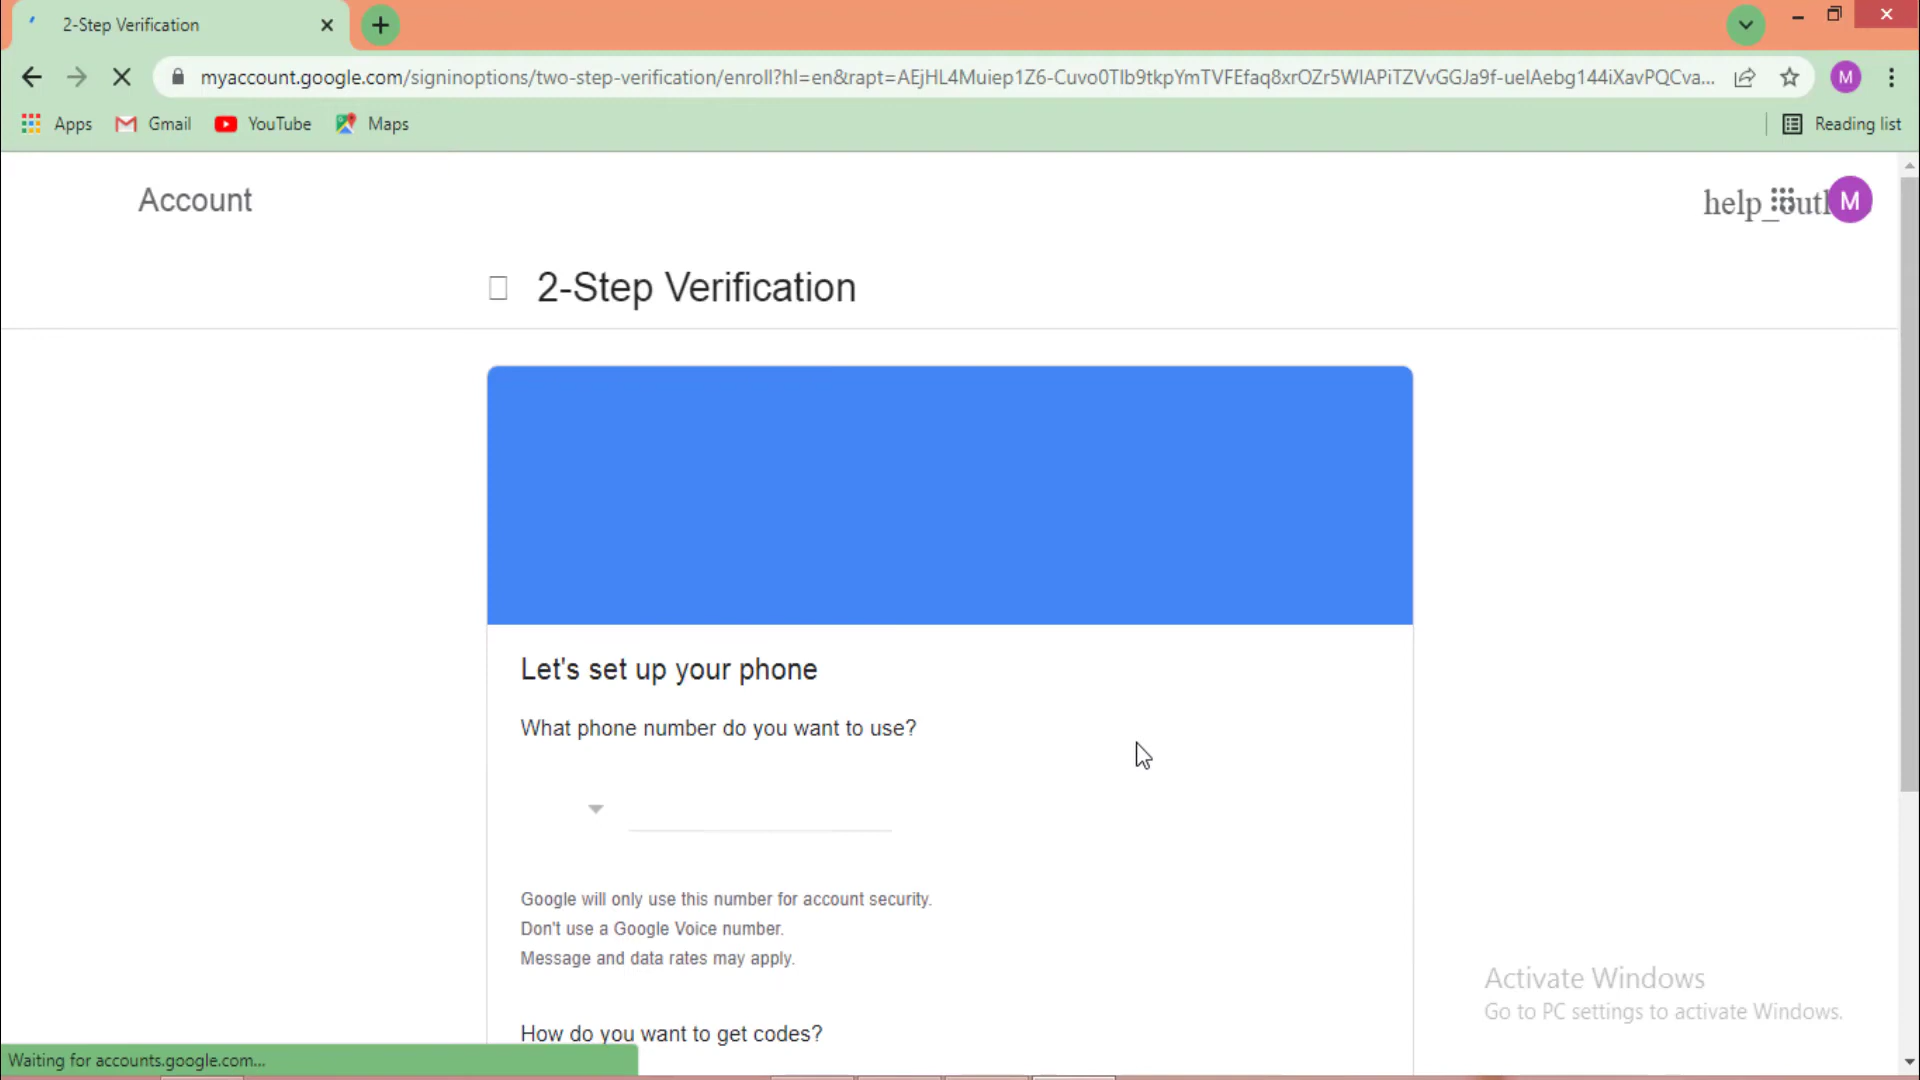 2-Step Verification
myaccount.google.com/signinoptions/two-step-verification/enroll?hl=en&rapt=AEjHL4Muiep1Z6-Cuvo0TIb9tkpYmTVFEfaq8xrOZr5WIAPiTZVvGGJa9f-ueIAebg144iXavPQCva...
M
Apps
Gmail
YouTube
Maps
Reading list
Account
help_outl
M
2-Step Verification
Let's set up your phone
What phone number do you want to use?
Google will only use this number for account security.
Don't use a Google Voice number.
Message and data rates may apply.
How do you want to get codes?
Activate Windows
Go to PC settings to activate Windows.
Waiting for accounts.google.com...